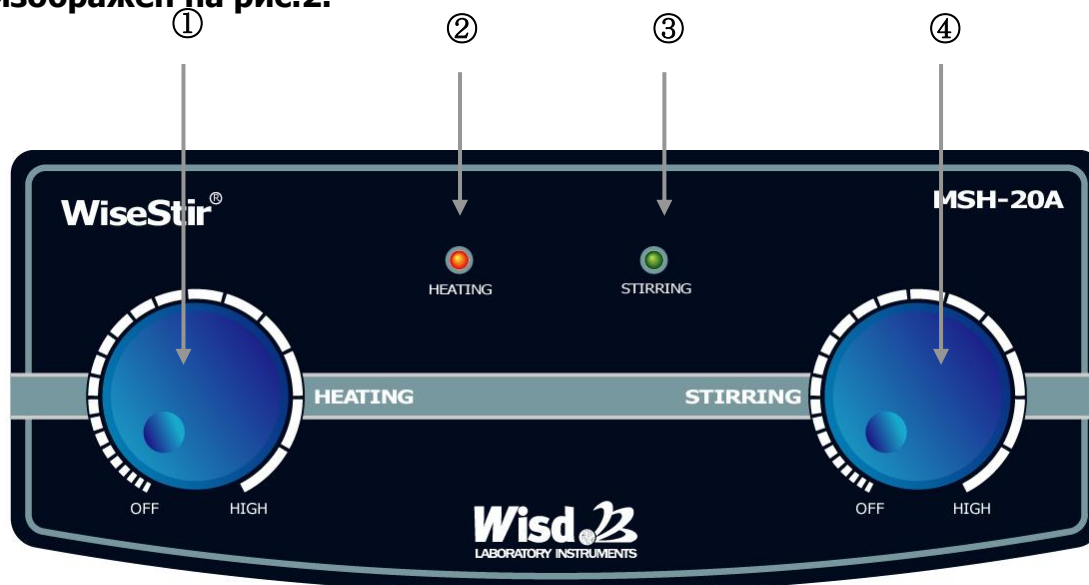 изображен на рис.2.
① ② ③ ④
WiseStir®
MSH-20A
HEATING
STIRRING
HEATING
STIRRING
OFF
HIGH
OFF
HIGH
Wisd
LABORATORY INSTRUMENTS